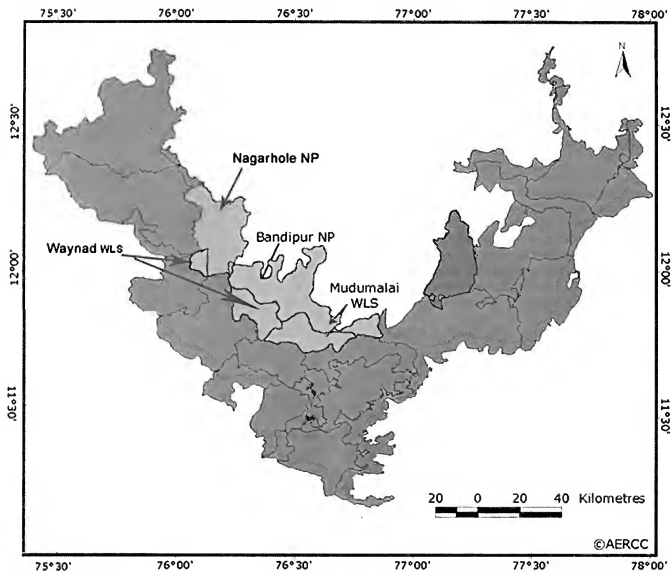 75°30' 76°00' 76°30' 77°00' 77°30' 78°00'
N
12°30' 12°30'
Nagarhole NP
Waynad WLS
Bandipur NP
12°00' 12°00'
Mudumalai
WLS
11°30' 11°30'
20 0 20 40 Kilometres
©AERCC
75°30' 76°00' 76°30' 77°00' 77°30' 78°00'